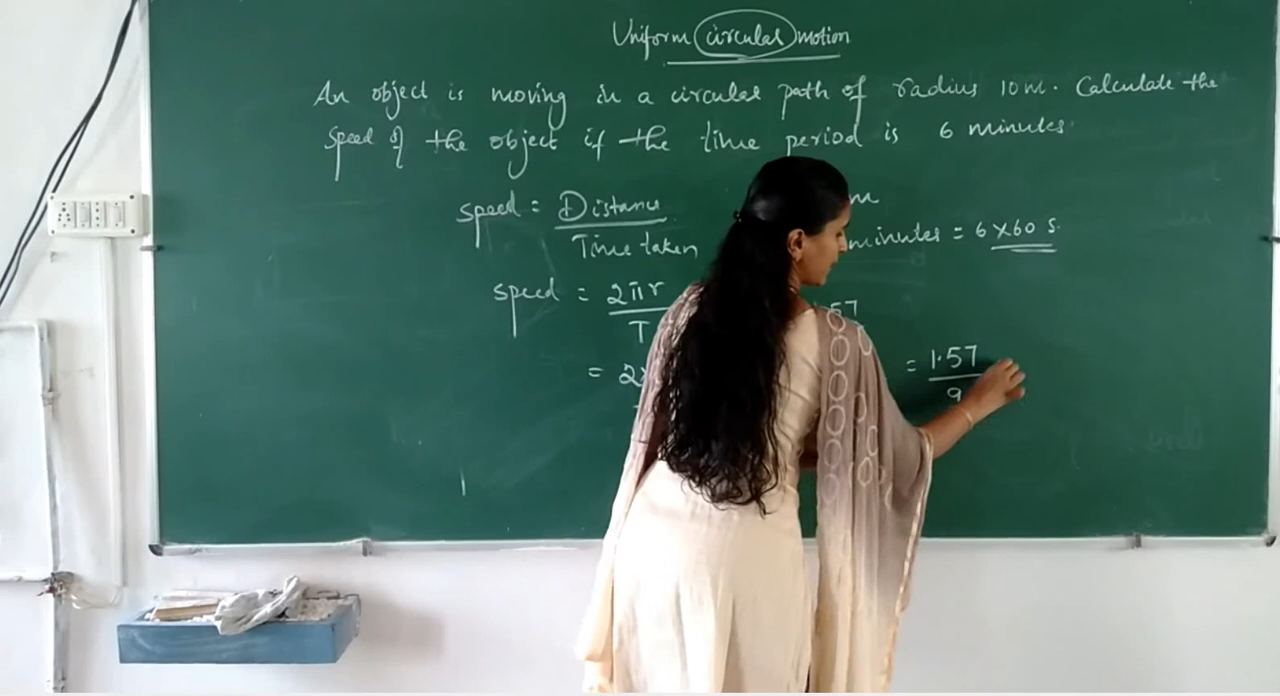 Uniform circular motion
An object is moving in a circular path of radius 10m. Calculate the
speed of the object if the time period is 6 minutes.
speed = Distance
m
Time taken
minutes = 6 x 60 s.
speed = 2πr
T
57
= 2x
= 1.57
9